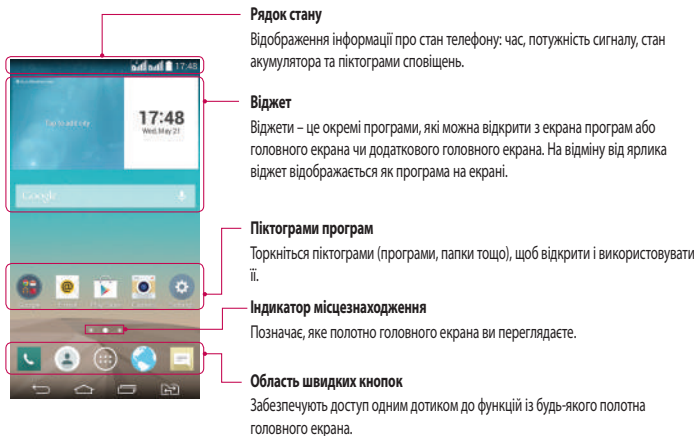 Рядок стану
Відображення інформації про стан телефону: час, потужність сигналу, стан
акумулятора та піктограми сповіщень.
17:48
Tap to add city
17:48
Wed, May 21
Google
Віджет
Віджети – це окремі програми, які можна відкрити з екрана програм або
головного екрана чи додаткового головного екрана. На відміну від ярлика
віджет відображається як програма на екрані.
Піктограми програм
Торкніться піктограми (програми, папки тощо), щоб відкрити і використовувати
її.
Google
Індикатор місцезнаходження
Позначає, яке полотно головного екрана ви переглядаєте.
Область швидких кнопок
Забезпечують доступ одним дотиком до функцій із будь-якого полотна
головного екрана.